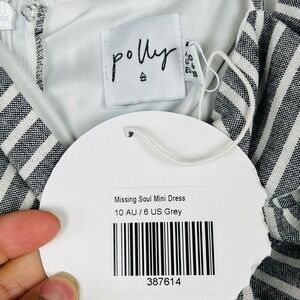 polly
Missing Soul Mini Dress
10 AU / 6 US Grey
387614